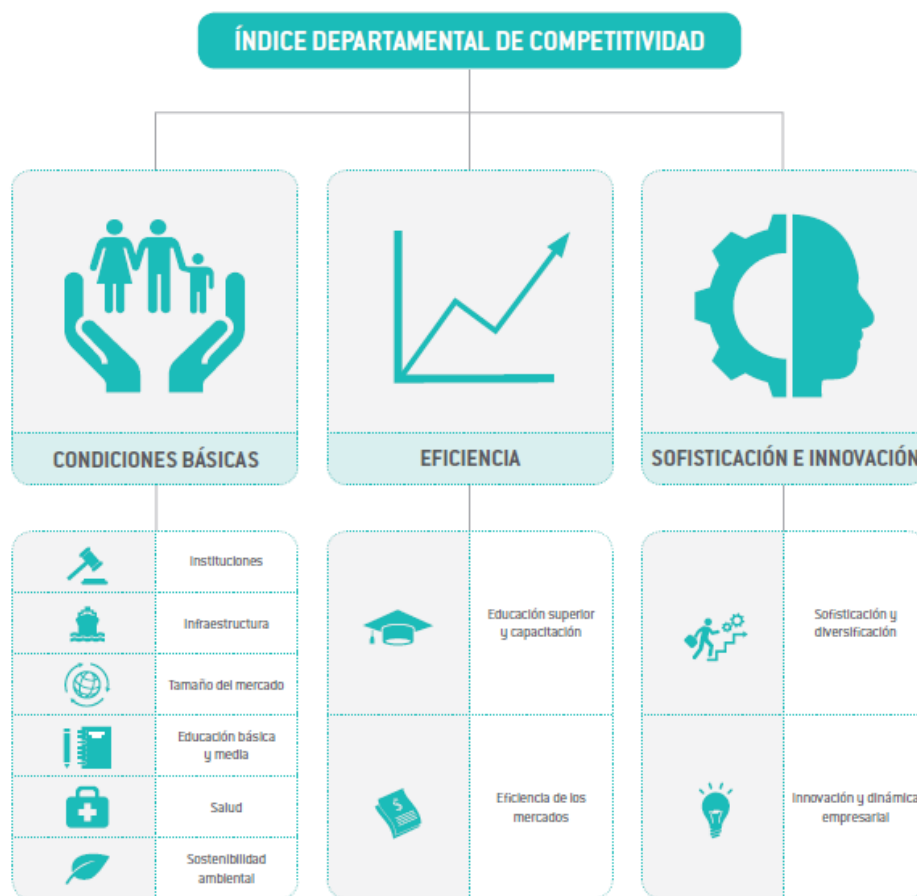 ÍNDICE DEPARTAMENTAL DE COMPETITIVIDAD
CONDICIONES BÁSICAS
EFICIENCIA
SOFISTICACIÓN E INNOVACIÓN
Instituciones
Infraestructura
Tamaño del mercado
Educación básica
y media
Salud
Sostenibilidad
ambiental
Educación superior
y capacitación
$
Eficiencia de los
mercados
Sofisticación y
diversificación
Innovación y dinámica
empresarial